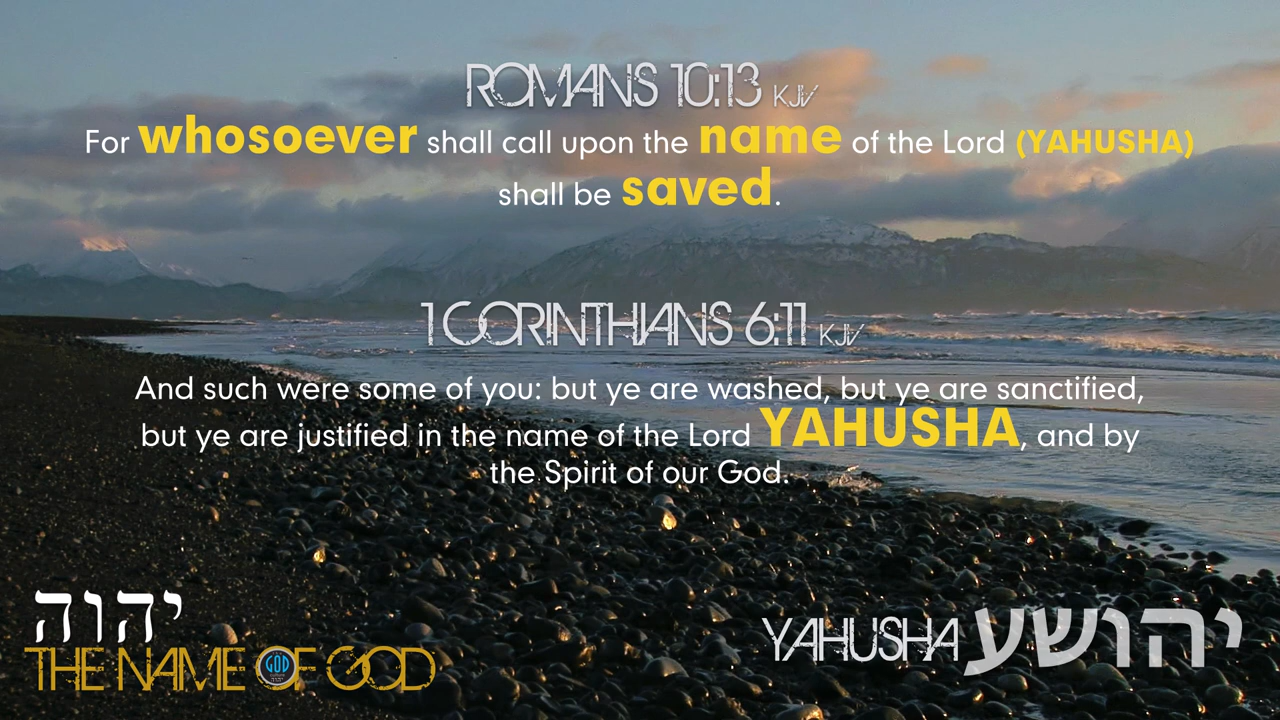 ROMANS 10:13 KJV
For whosoever shall call upon the name of the Lord (YAHUSHA)
shall be saved.
1 CORINTHIANS 6:11 KJV
And such were some of you: but ye are washed, but ye are sanctified,
but ye are justified in the name of the Lord YAHUSHA, and by
the Spirit of our God.
יהוה
THE NAME OF GOD
GOD
יהוה
YAHUSHA יהושע